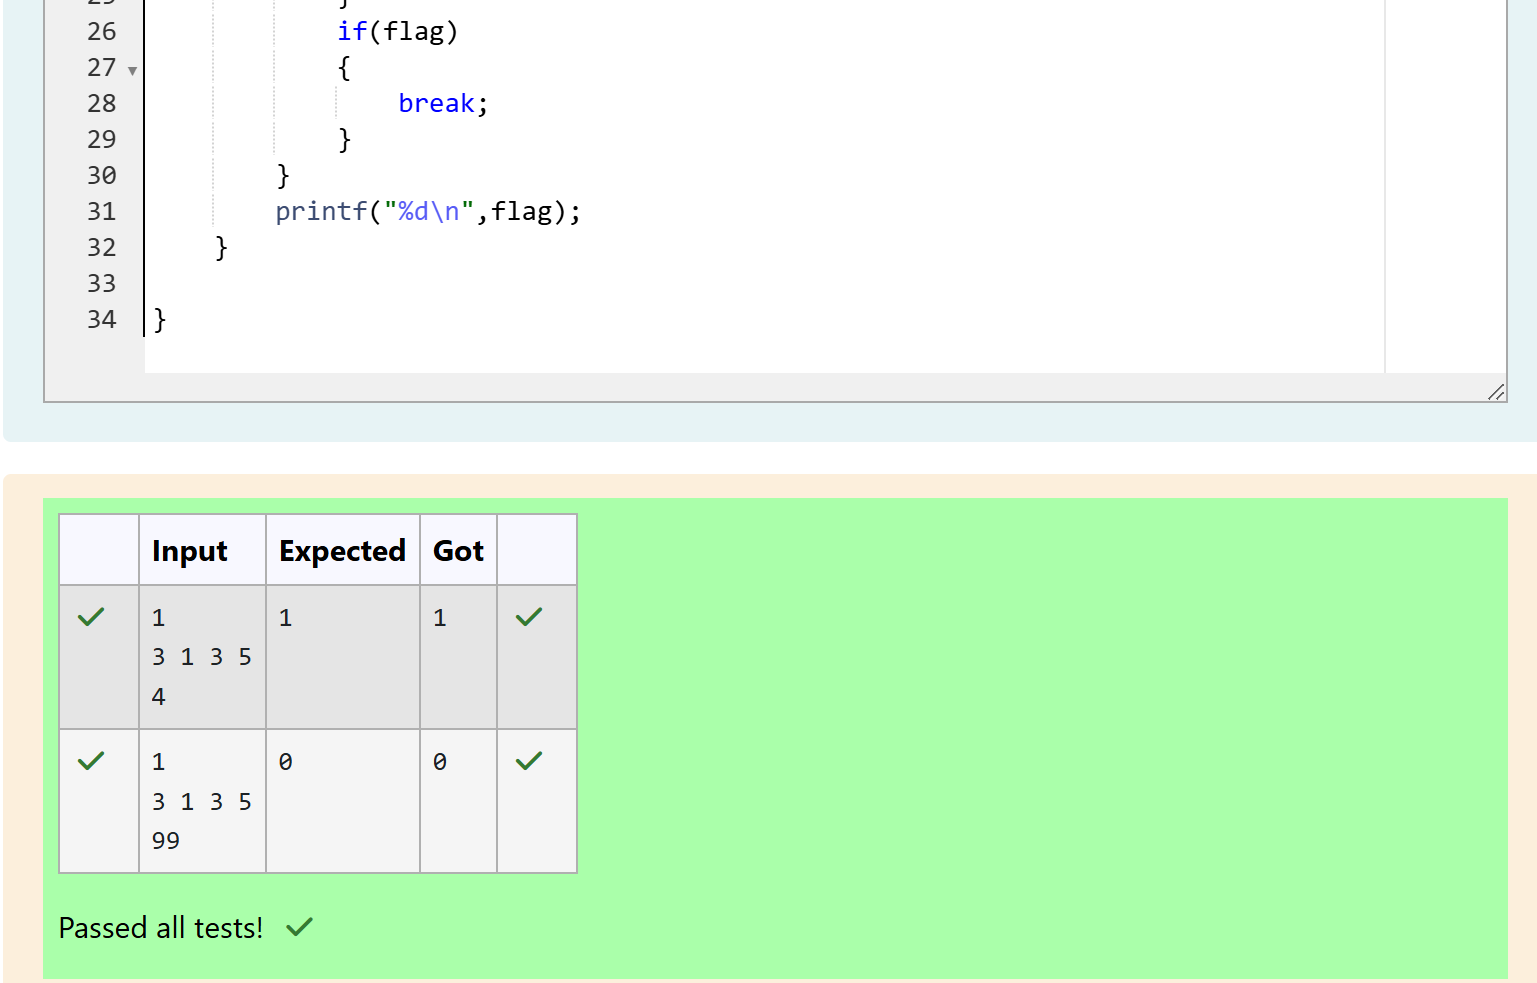 25 }
26 if(flag)
27 {
28 break;
29 }
30 }
31 printf("%d\n",flag);
32 }
33
34 }
Input Expected Got
1 1 1
3 1 3 5
4
1 0 0
3 1 3 5
99
Passed all tests!